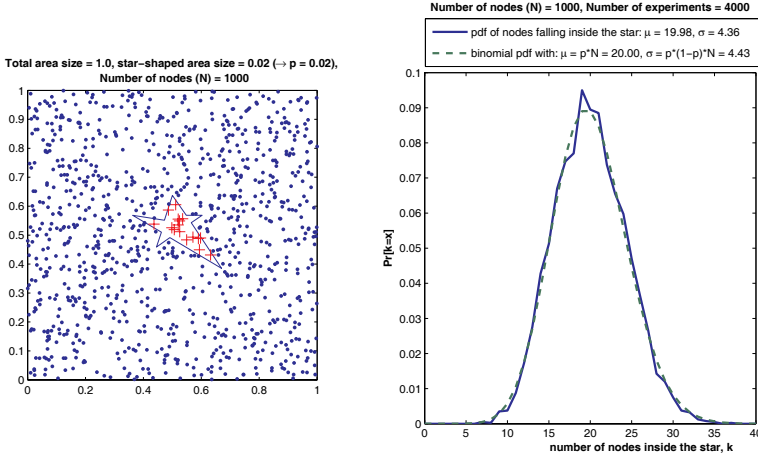 Total area size = 1.0, star-shaped area size = 0.02 (→ p = 0.02),
Number of nodes (N) = 1000
1
0.9
0.8
0.7
0.6
0.5
0.4
0.3
0.2
0.1
0
0 0.2 0.4 0.6 0.8 1
Number of nodes (N) = 1000, Number of experiments = 4000
pdf of nodes falling inside the star: μ = 19.98, σ = 4.36
binomial pdf with: μ = p*N = 20.00, σ = p*(1−p)*N = 4.43
0.1
0.09
0.08
0.07
0.06
0.05
0.04
0.03
0.02
0.01
0
Pr[k=x]
0 5 10 15 20 25 30 35 40
number of nodes inside the star, k